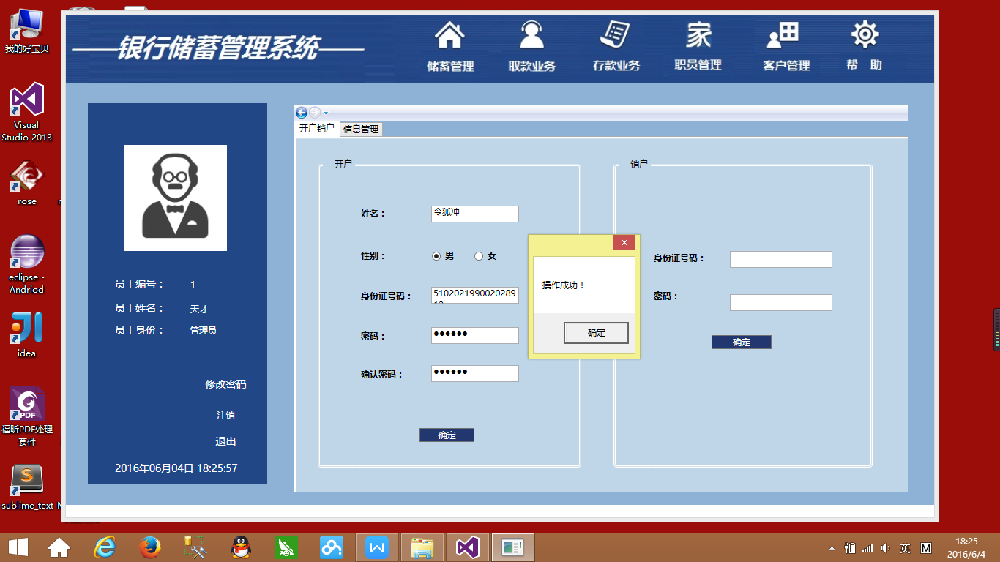 我的好宝贝
Visual
Studio 2013
rose
eclipse -
Andriod
idea
福昕PDF处理
套件
sublime_text
——银行储蓄管理系统——
储蓄管理
取款业务
存款业务
家
职员管理
客户管理
帮 助
员工编号： 1
员工姓名： 天才
员工身份： 管理员
修改密码
注销
退出
2016年06月04日 18:25:57
开户销户 信息管理
开户
姓名： 令狐冲
性别： 男 女
身份证号码： 5102021990020289
密码： ●●●●●●
确认密码： ●●●●●●
确定
操作成功！
确定
销户
身份证号码：
密码：
确定
英 M
18:25
2016/6/4